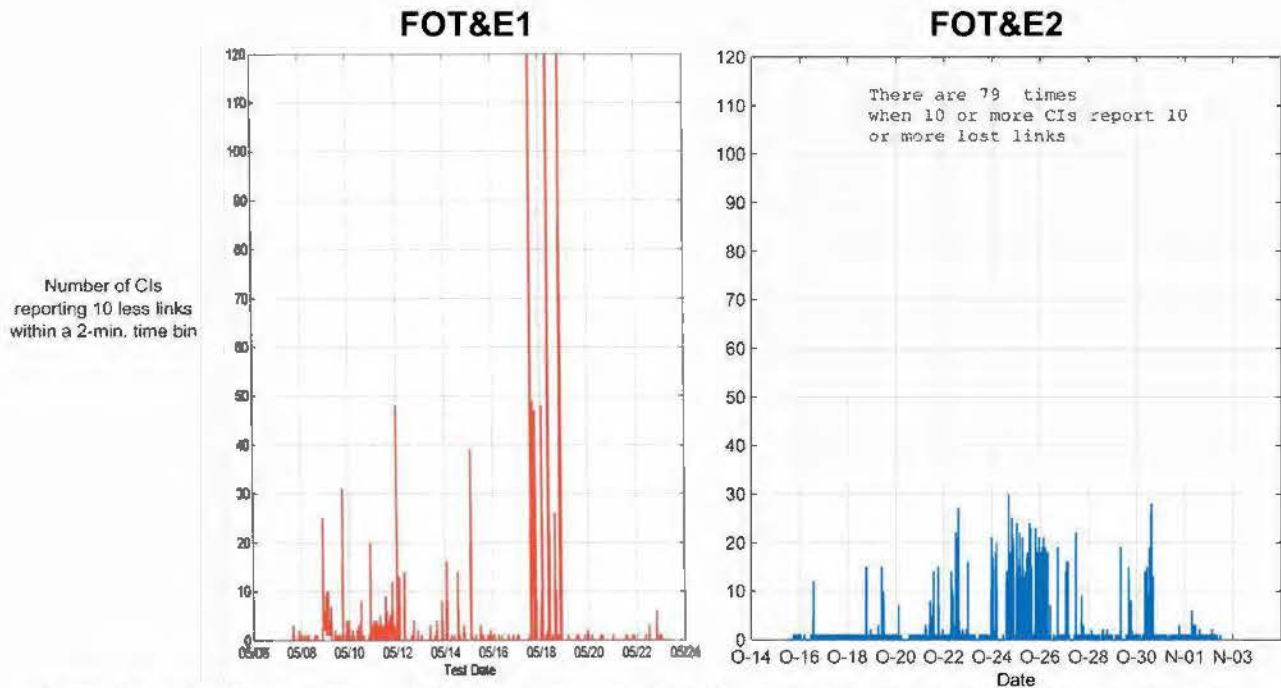 FOT&E1
120
110
100
90
80
70
60
50
40
30
20
10
0
05/06 05/08 05/10 05/12 05/14 05/16 05/18 05/20 05/22 05/24
Test Date
Number of CIs
reporting 10 less links
within a 2-min. time bin
FOT&E2
120
110
100
90
80
70
60
50
40
30
20
10
0
There are 79 times
when 10 or more CIs report 10
or more lost links
O-14 O-16 O-18 O-20 O-22 O-24 O-26 O-28 O-30 N-01 N-03
Date